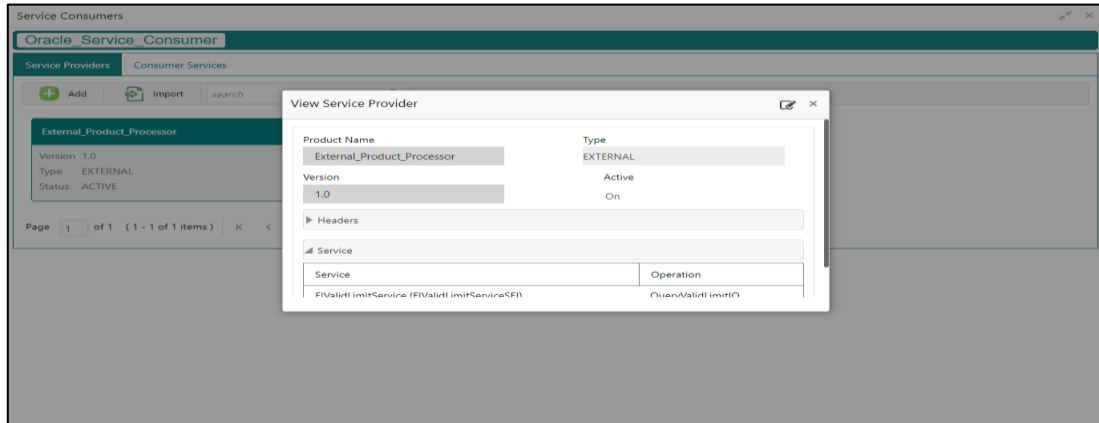 Service Consumers
Oracle_Service_Consumer
Service Providers Consumer Services
Add Import search
External_Product_Processor
Version 1.0
Type EXTERNAL
Status ACTIVE
Page 1 of 1 (1 - 1 of 1 items)
View Service Provider
Product Name Type
External_Product_Processor EXTERNAL
Version Active
1.0 On
Headers
Service
Service Operation